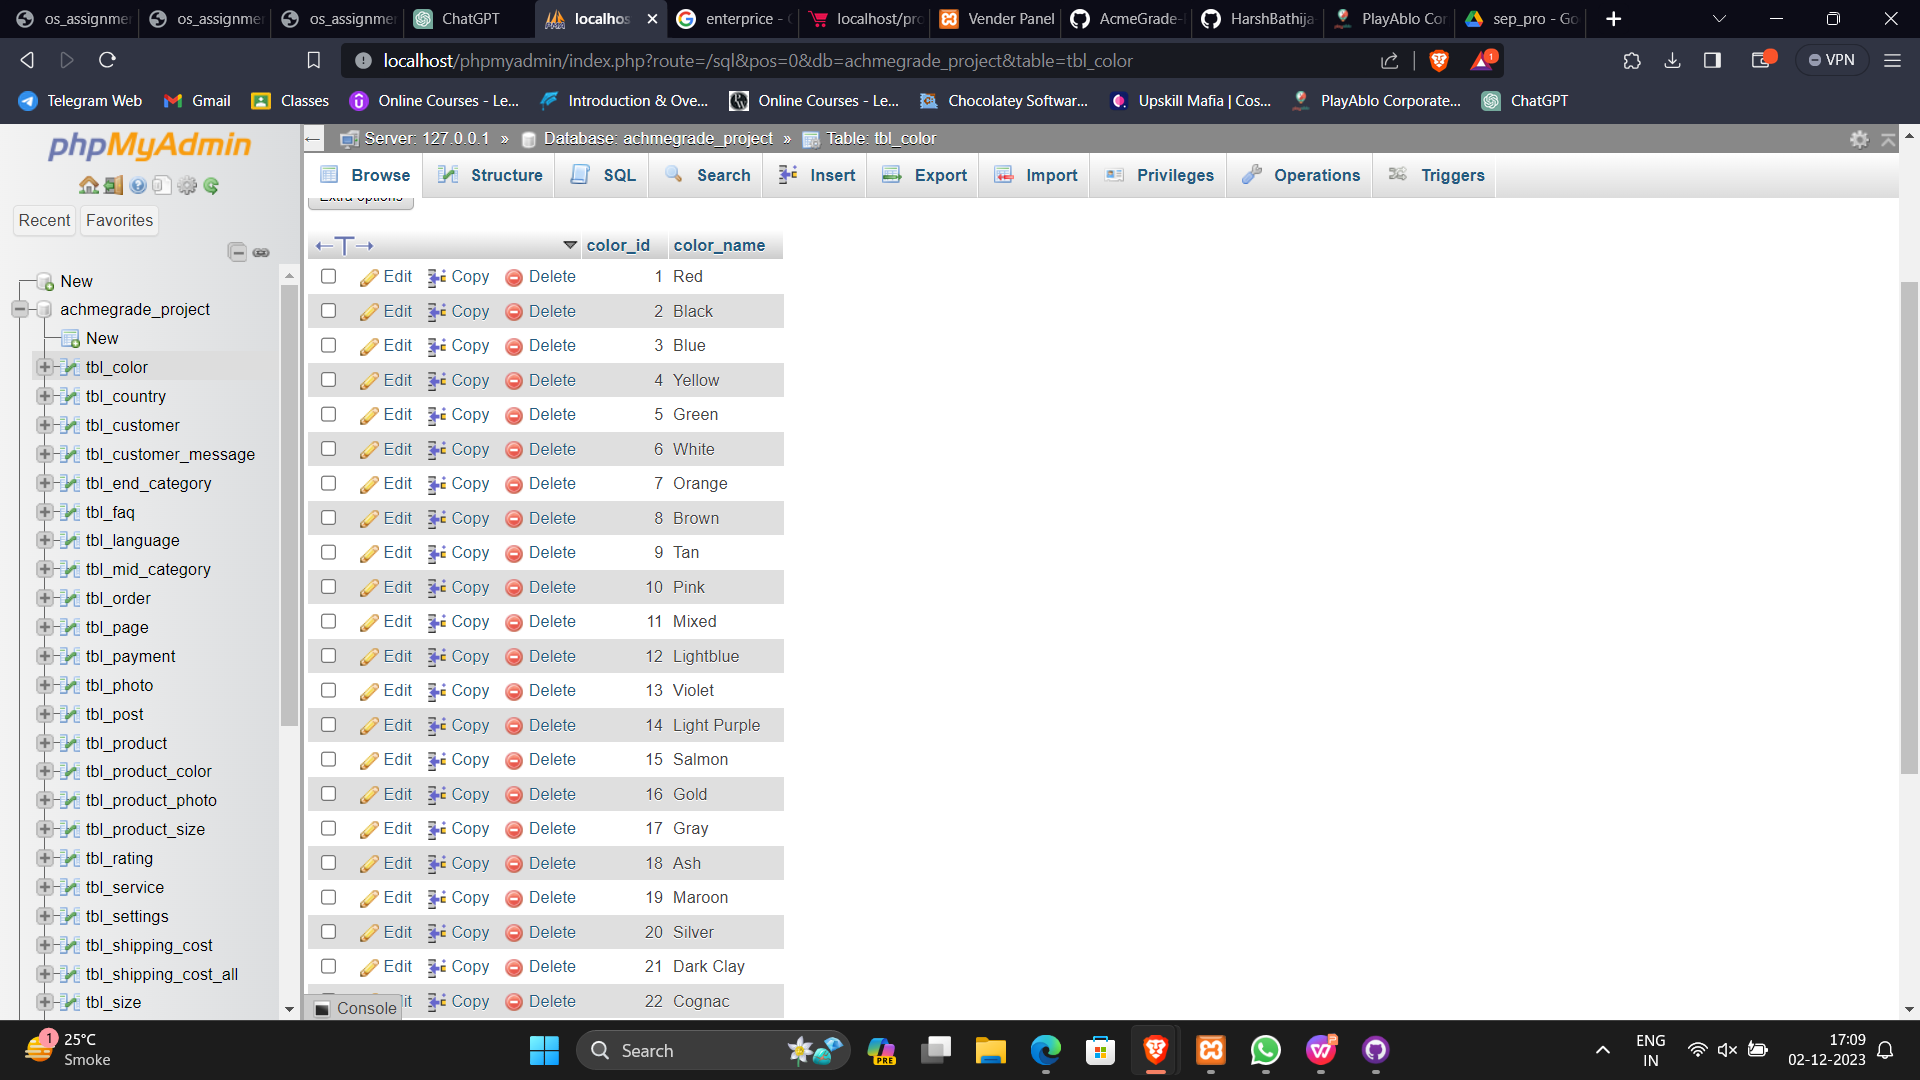 os_assignmen
os_assignmen
os_assignmen
ChatGPT
localhos
enterprice - G
localhost/pro
Vender Panel
AcmeGrade-
HarshBathija
PlayAblo Cor
sep_pro - Goo
localhost/phpmyadmin/index.php?route=/sql&pos=0&db=achmegrade_project&table=tbl_color
1
VPN
Telegram Web
Gmail
Classes
Online Courses - Le...
Introduction & Ove...
Online Courses - Le...
Chocolatey Softwar...
Upskill Mafia | Cos...
PlayAblo Corporate...
ChatGPT
phpMyAdmin
Recent
Favorites
New
achmegrade_project
New
tbl_color
tbl_country
tbl_customer
tbl_customer_message
tbl_end_category
tbl_faq
tbl_language
tbl_mid_category
tbl_order
tbl_page
tbl_payment
tbl_photo
tbl_post
tbl_product
tbl_product_color
tbl_product_photo
tbl_product_size
tbl_rating
tbl_service
tbl_settings
tbl_shipping_cost
tbl_shipping_cost_all
tbl_size
Server: 127.0.0.1 » Database: achmegrade_project » Table: tbl_color
Browse Structure SQL Search Insert Export Import Privileges Operations Triggers
Extra options
←T→ color_id color_name
Edit Copy Delete 1 Red
Edit Copy Delete 2 Black
Edit Copy Delete 3 Blue
Edit Copy Delete 4 Yellow
Edit Copy Delete 5 Green
Edit Copy Delete 6 White
Edit Copy Delete 7 Orange
Edit Copy Delete 8 Brown
Edit Copy Delete 9 Tan
Edit Copy Delete 10 Pink
Edit Copy Delete 11 Mixed
Edit Copy Delete 12 Lightblue
Edit Copy Delete 13 Violet
Edit Copy Delete 14 Light Purple
Edit Copy Delete 15 Salmon
Edit Copy Delete 16 Gold
Edit Copy Delete 17 Gray
Edit Copy Delete 18 Ash
Edit Copy Delete 19 Maroon
Edit Copy Delete 20 Silver
Edit Copy Delete 21 Dark Clay
it Copy Delete 22 Cognac
Console
1
25°C
Smoke
Search
PRE
ENG
IN
17:09
02-12-2023